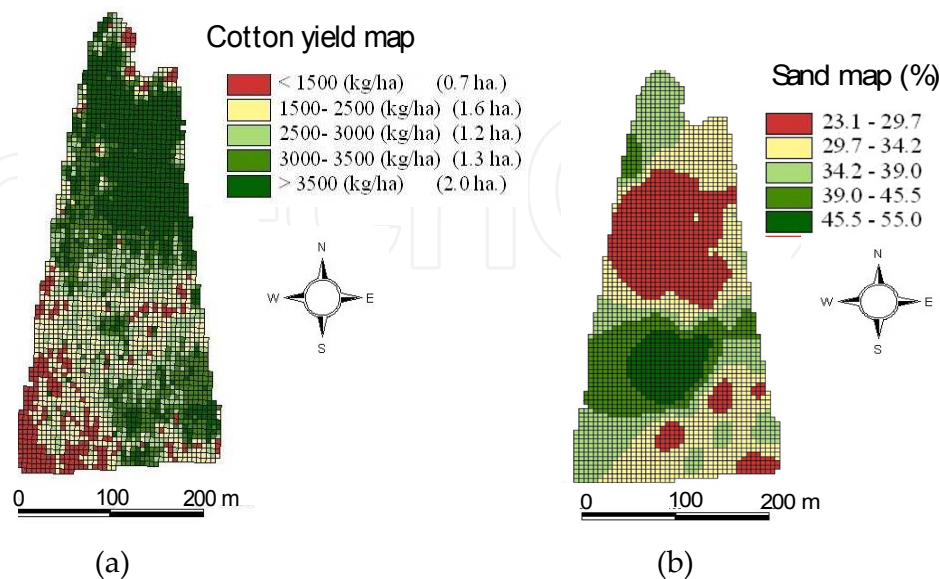 Cotton yield map
< 1500 (kg/ha) (0.7 ha.)
1500- 2500 (kg/ha) (1.6 ha.)
2500- 3000 (kg/ha) (1.2 ha.)
3000- 3500 (kg/ha) (1.3 ha.)
> 3500 (kg/ha) (2.0 ha.)
N
W E
S
0 100 200 m
(a)
Sand map (%)
23.1 - 29.7
29.7 - 34.2
34.2 - 39.0
39.0 - 45.5
45.5 - 55.0
N
W E
S
0 100 200 m
(b)